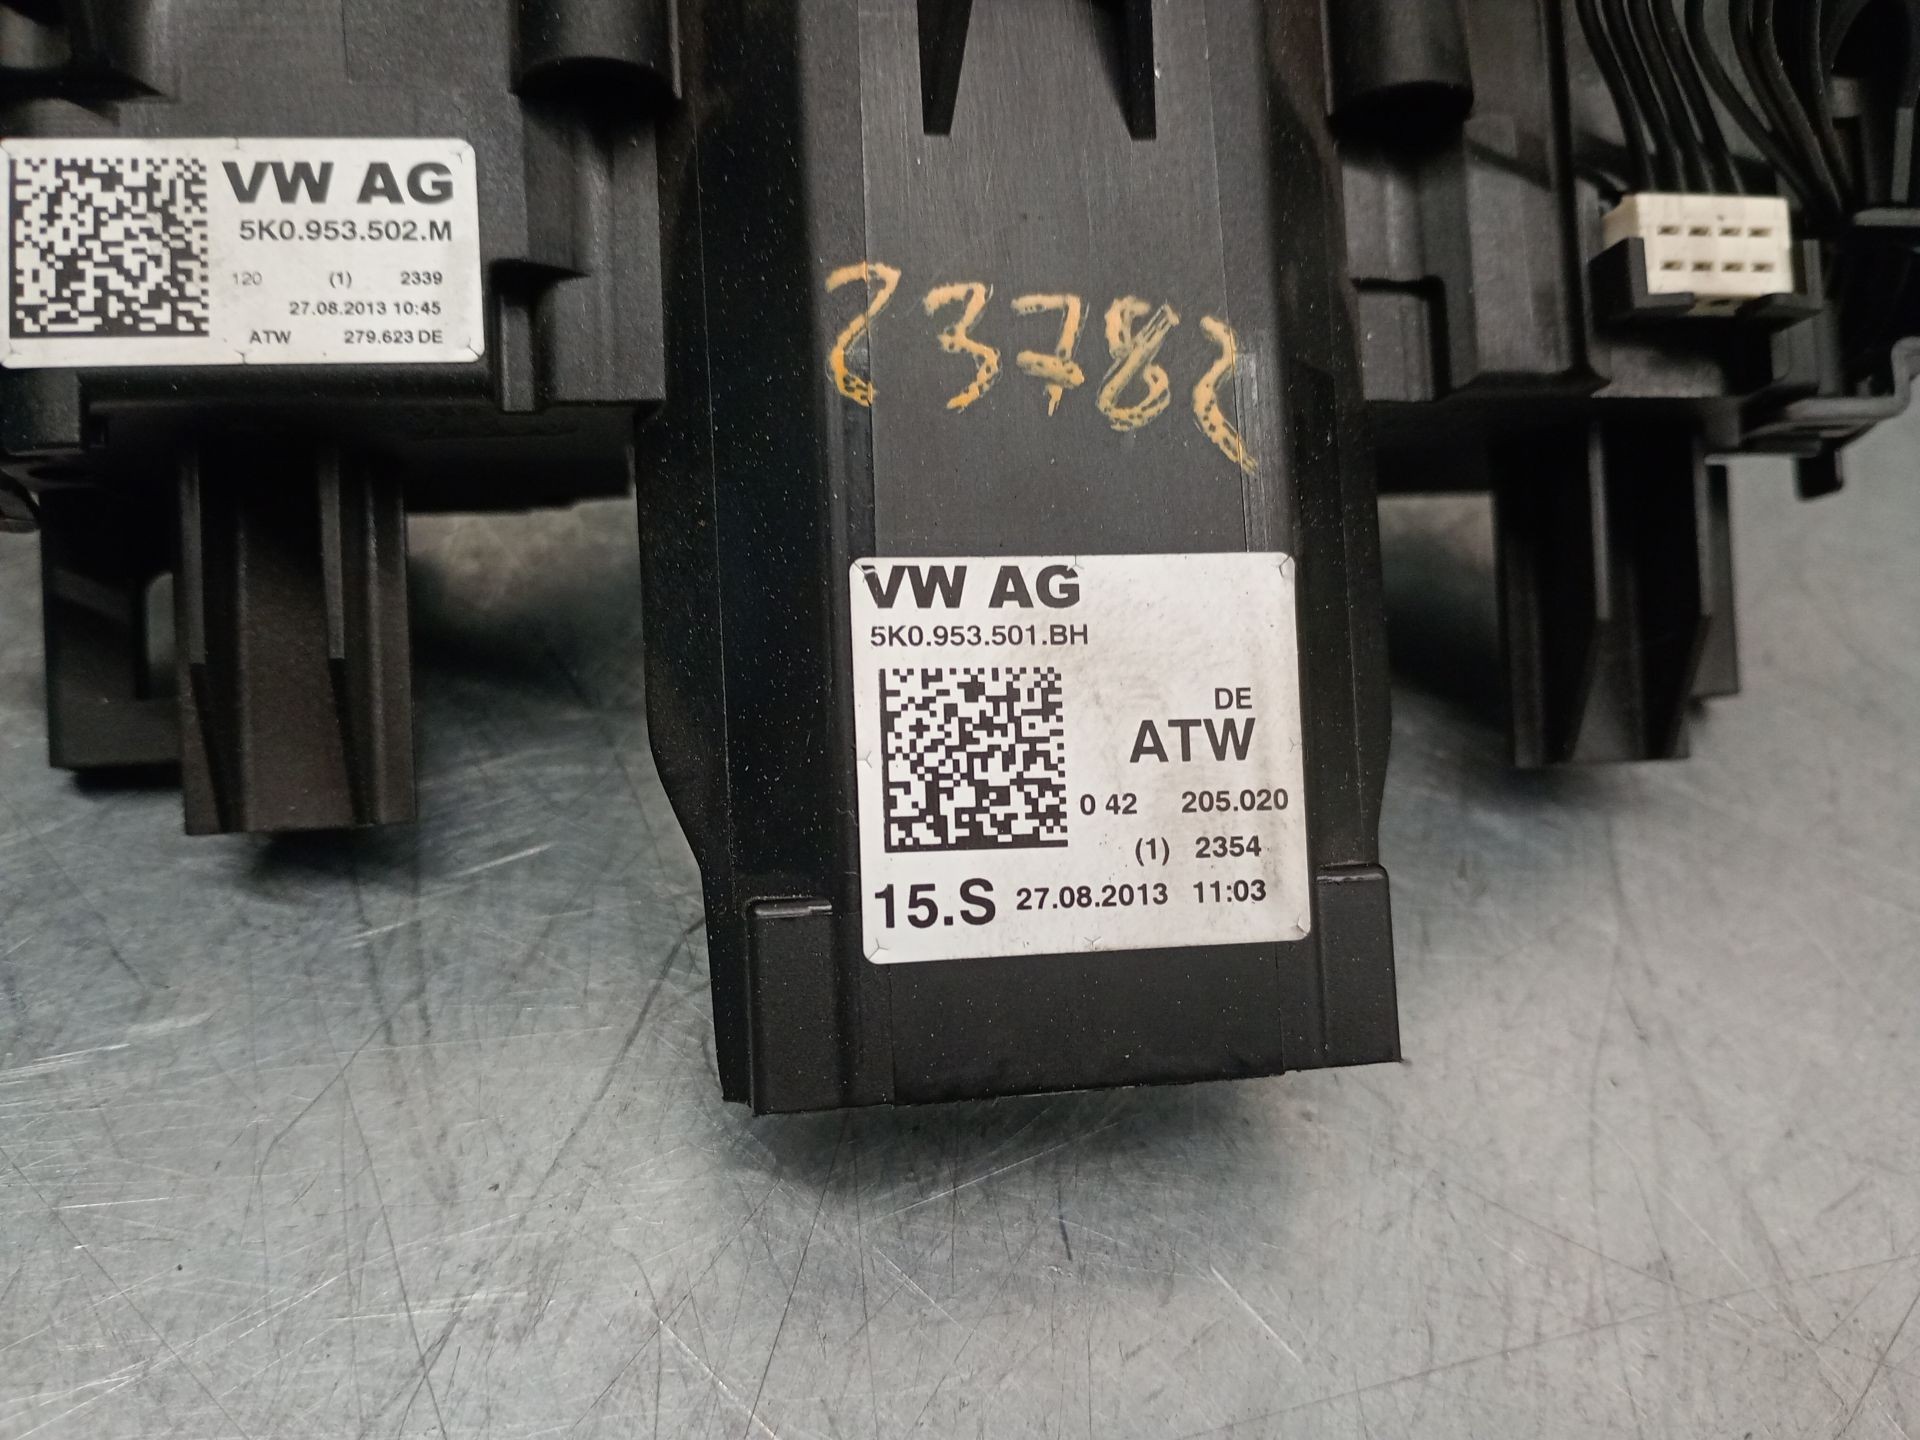 VW AG
5K0.953.502.M
120 (1) 2339
27.08.2013 10:45
ATW 279.623 DE
23782
VW AG
5K0.953.501.BH
DE
ATW
0 42 205.020
(1) 2354
15.S 27.08.2013 11:03